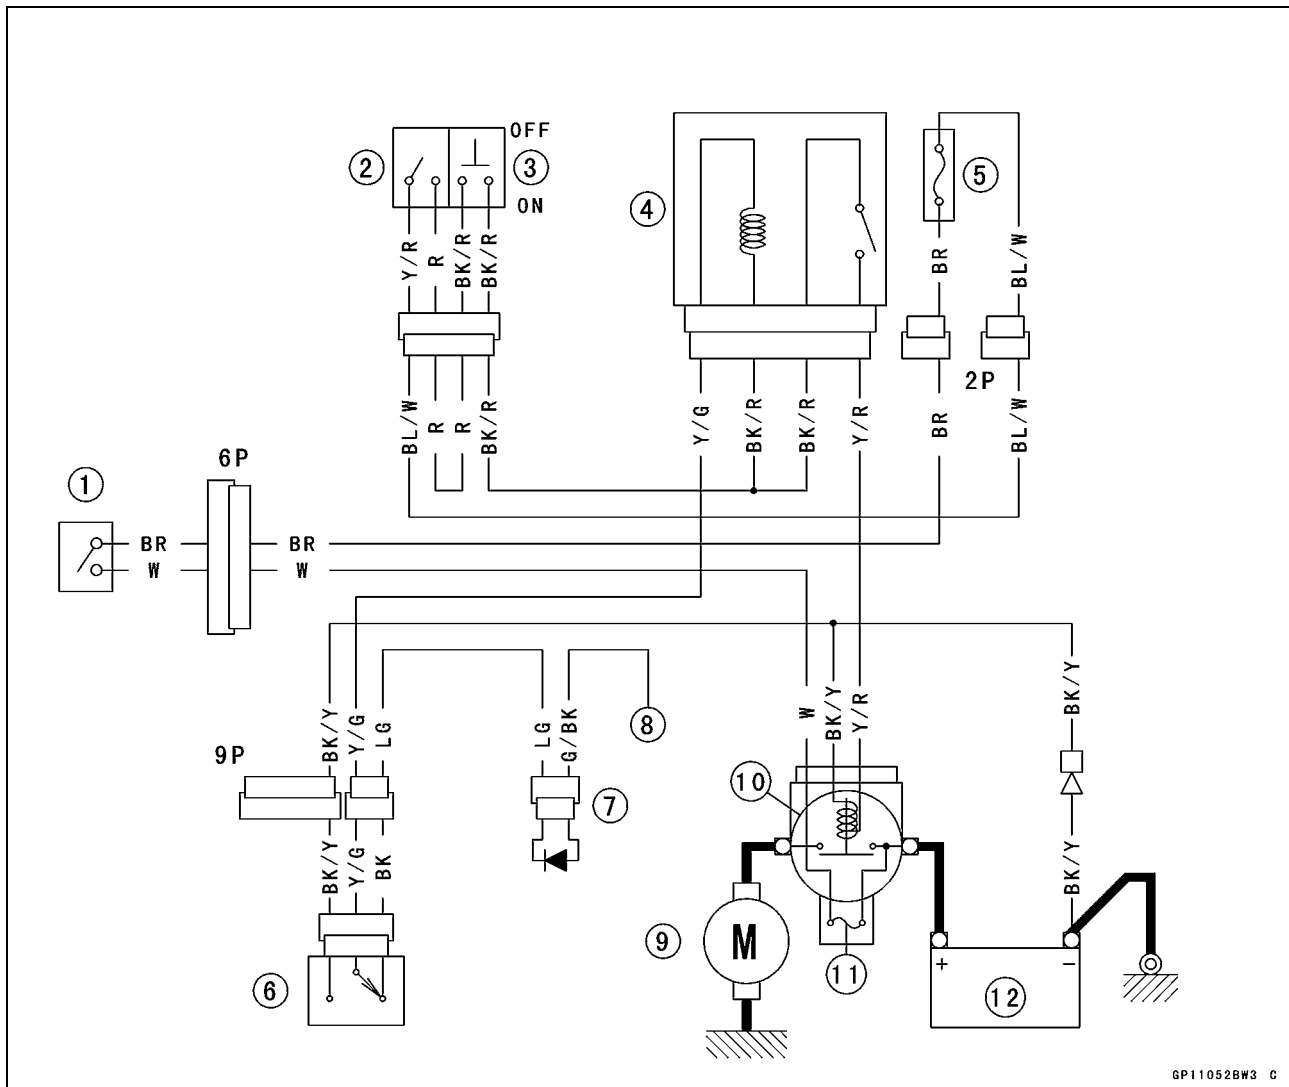 OFF
2
3
5
ON
4
Y/R
R
BK/R
BK/R
BR
BL/W
2P
BL/W
R
R
BK/R
Y/G
BK/R
BK/R
Y/R
BR
BL/W
6P
1
BR
BR
W
W
BK/Y
Y/G
LG
LG
G/BK
8
W
BK/Y
Y/R
BK/Y
9P
10
7
BK/Y
Y/G
BK
BK/Y
9
M
6
11
+
-
12
GP11052BW3 C